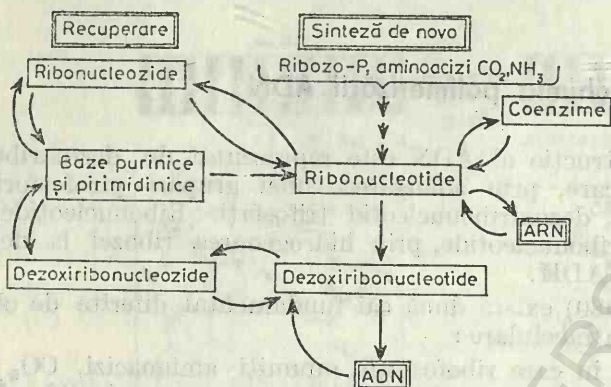 Recuperare
Sinteză de novo
Ribozo-P, aminoacizi CO₂,NH₃
Ribonucleozide
Coenzime
Baze purinice
și pirimidinice
Ribonucleotide
ARN
Dezoxiribonucleozide
Dezoxiribonucleotide
ADN